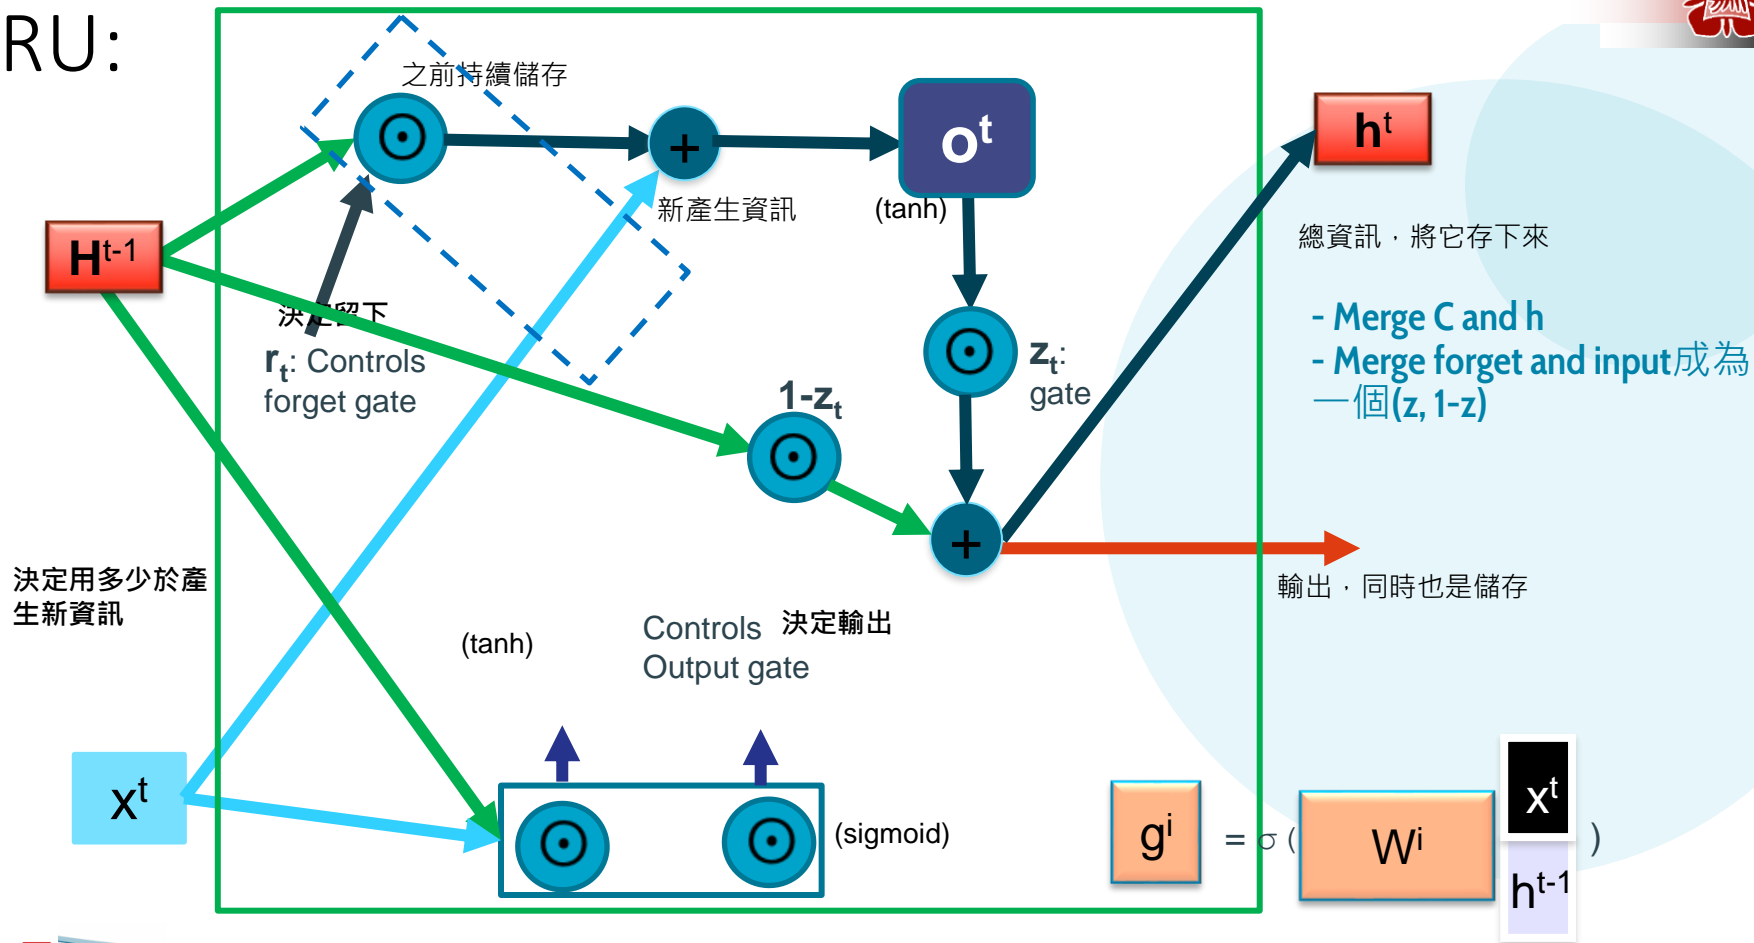 RU:
之前持續儲存
+
oᵗ
hᵗ
新產生資訊
(tanh)
Hᵗ⁻¹
總資訊，將它存下來
決定留下
rₜ: Controls
forget gate
zₜ:
gate
- Merge C and h
- Merge forget and input成為
一個(z, 1-z)
1-zₜ
+
決定用多少於產
生新資訊
輸出，同時也是儲存
(tanh)
Controls 決定輸出
Output gate
xᵗ
(sigmoid)
gⁱ = σ ( Wⁱ xᵗ )
hᵗ⁻¹